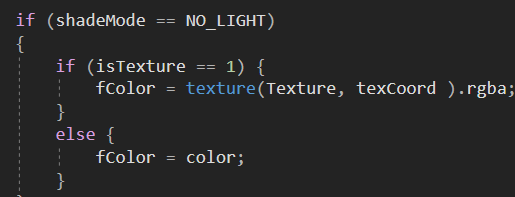 if (shadeMode == NO_LIGHT)
{
    if (isTexture == 1) {
        fColor = texture(Texture, texCoord ).rgba;
    }
    else {
        fColor = color;
    }